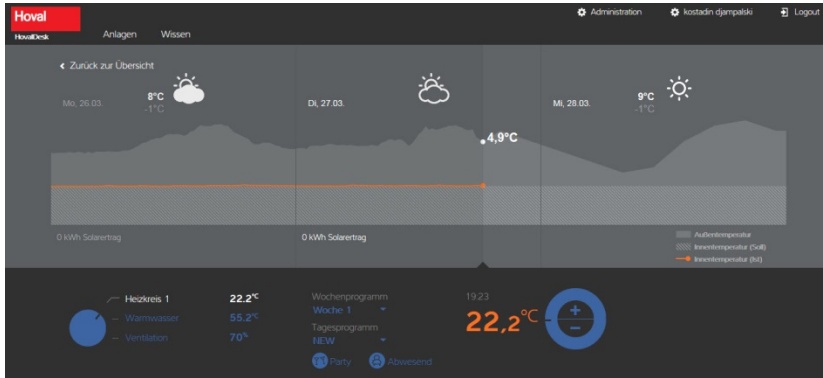 Hoval
HovalDesk
Anlagen
Wissen
Administration
kostadin djampalski
Logout
Zurück zur Übersicht
Mo, 26.03.
8°C
-1°C
Di, 27.03.
Mi, 28.03.
9°C
-1°C
4,9°C
0 kWh Solarertrag
0 kWh Solarertrag
Außentemperatur
Innentemperatur (Soll)
Innentemperatur (Ist)
Heizkreis 1 22.2°C
Warmwasser 55.2°C
Ventilation 70%
Wochenprogramm
Woche 1
Tagesprogramm
NEW
Party
Abwesend
19:23
22,2°C
+
−